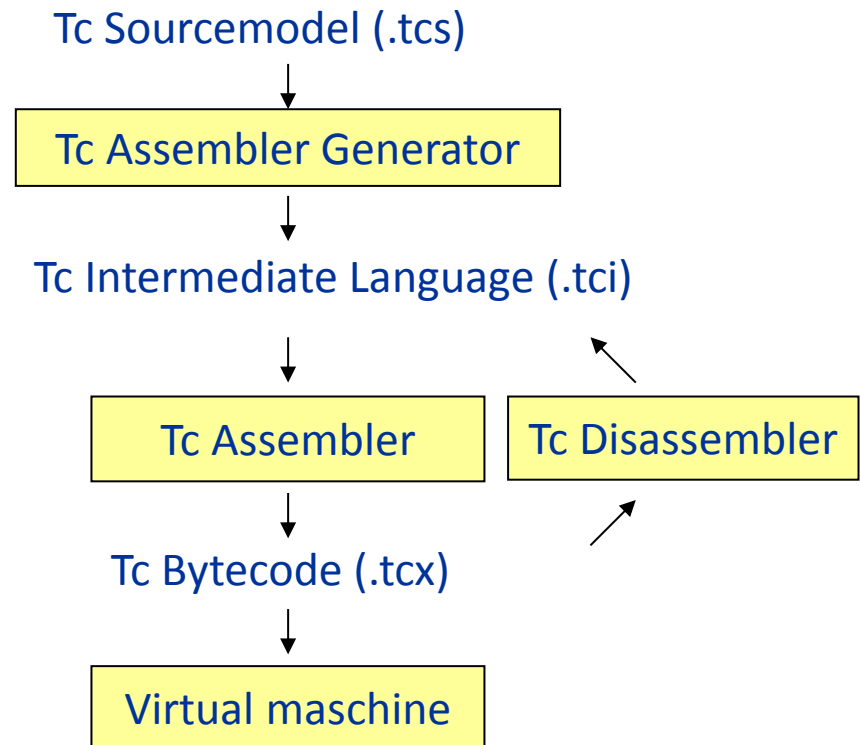 Tc Sourcemodel (.tcs)
Tc Assembler Generator
Tc Intermediate Language (.tci)
Tc Assembler
Tc Disassembler
Tc Bytecode (.tcx)
Virtual maschine